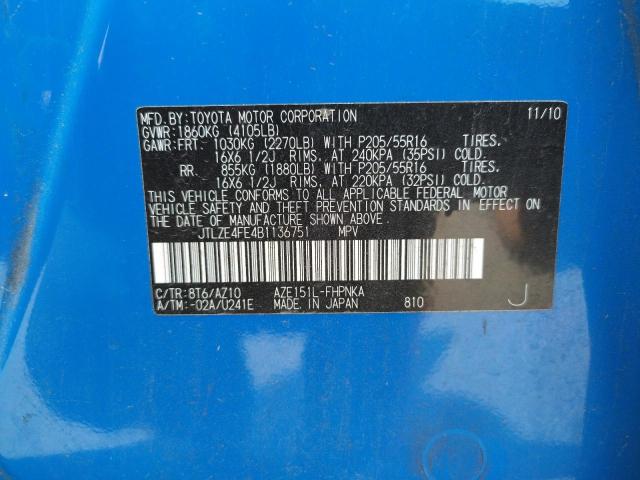 MFD.BY:TOYOTA MOTOR CORPORATION 11/10
GVWR:1860KG (4105LB)
GAWR:FRT. 1030KG (2270LB) WITH P205/55R16 TIRES.
16X6 1/2J RIMS. AT 240KPA (35PSI) COLD.
RR. 855KG (1880LB) WITH P205/55R16 TIRES.
16X6 1/2J RIMS. AT 220KPA (32PSI) COLD.
THIS VEHICLE CONFORMS TO ALL APPLICABLE FEDERAL MOTOR
VEHICLE SAFETY AND THEFT PREVENTION STANDARDS IN EFFECT ON
THE DATE OF MANUFACTURE SHOWN ABOVE.
JTLZE4FE4B1136751 MPV
C/TR:8T6/AZ10 AZE151L-FHPNKA
A/TM:-02A/U241E MADE IN JAPAN 810 J